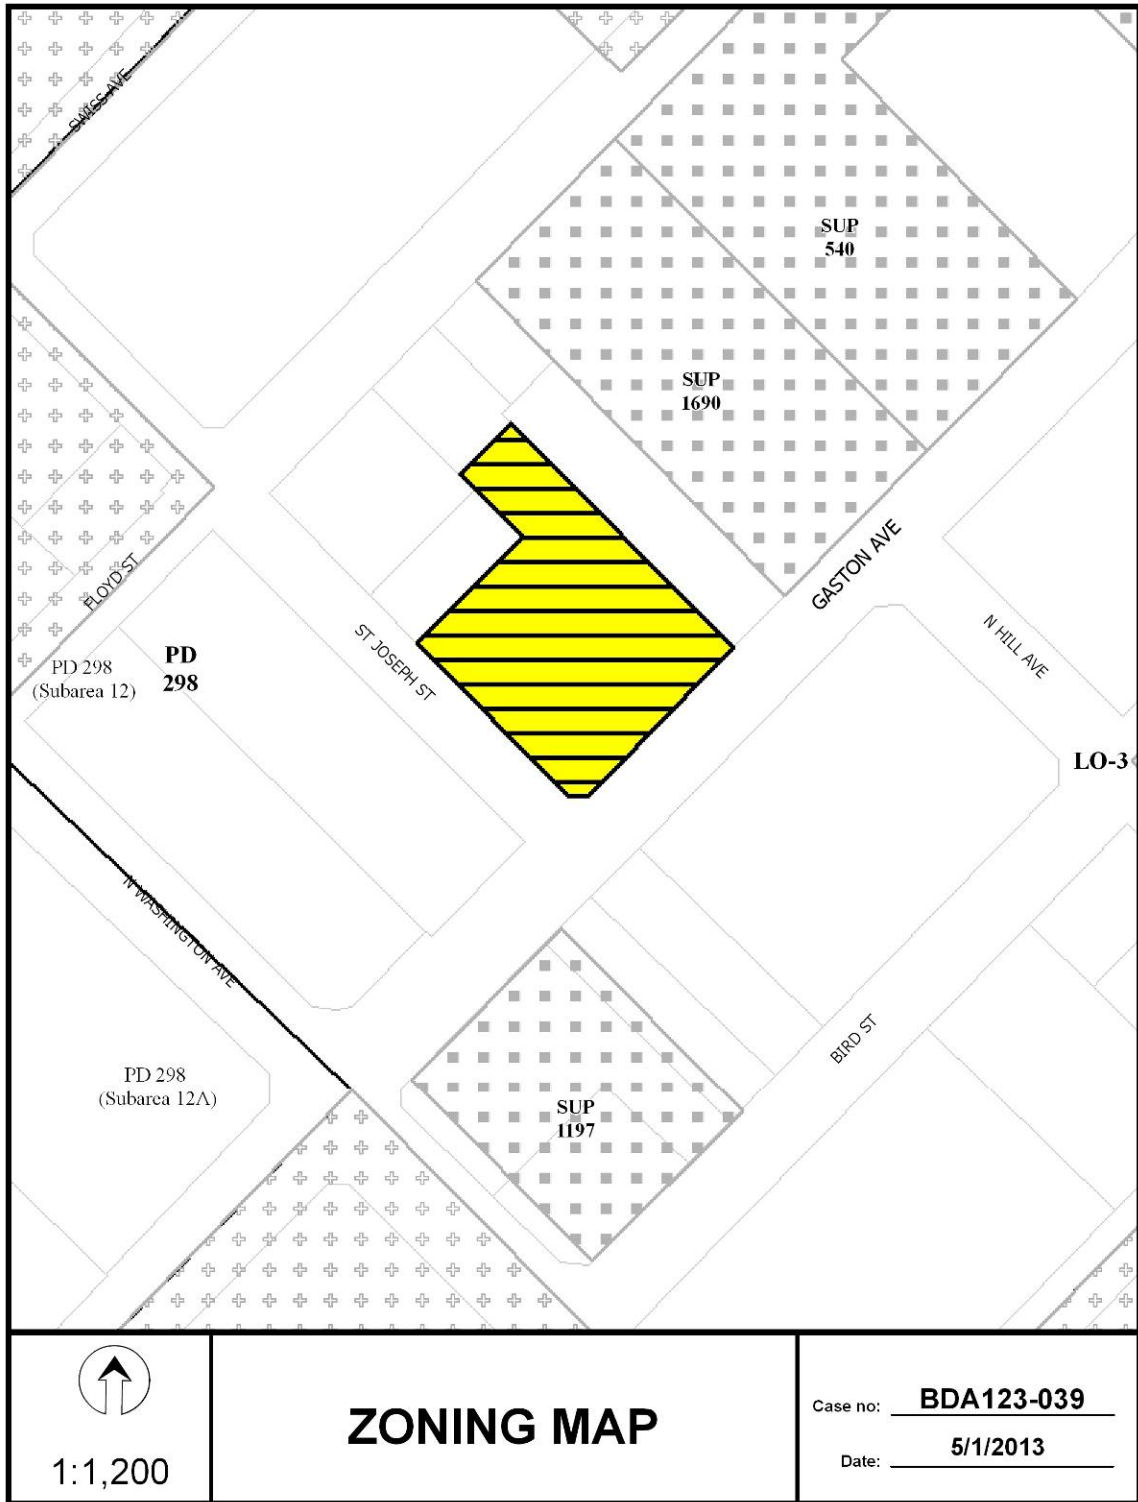 SWISS AVE
SUP
540
SUP
1690
GASTON AVE
FLOYD ST
N HILL AVE
ST JOSEPH ST
PD 298
(Subarea 12)
PD
298
LO-3
N WASHINGTON AVE
BIRD ST
PD 298
(Subarea 12A)
SUP
1197
1:1,200
ZONING MAP
Case no: BDA123-039
Date: 5/1/2013